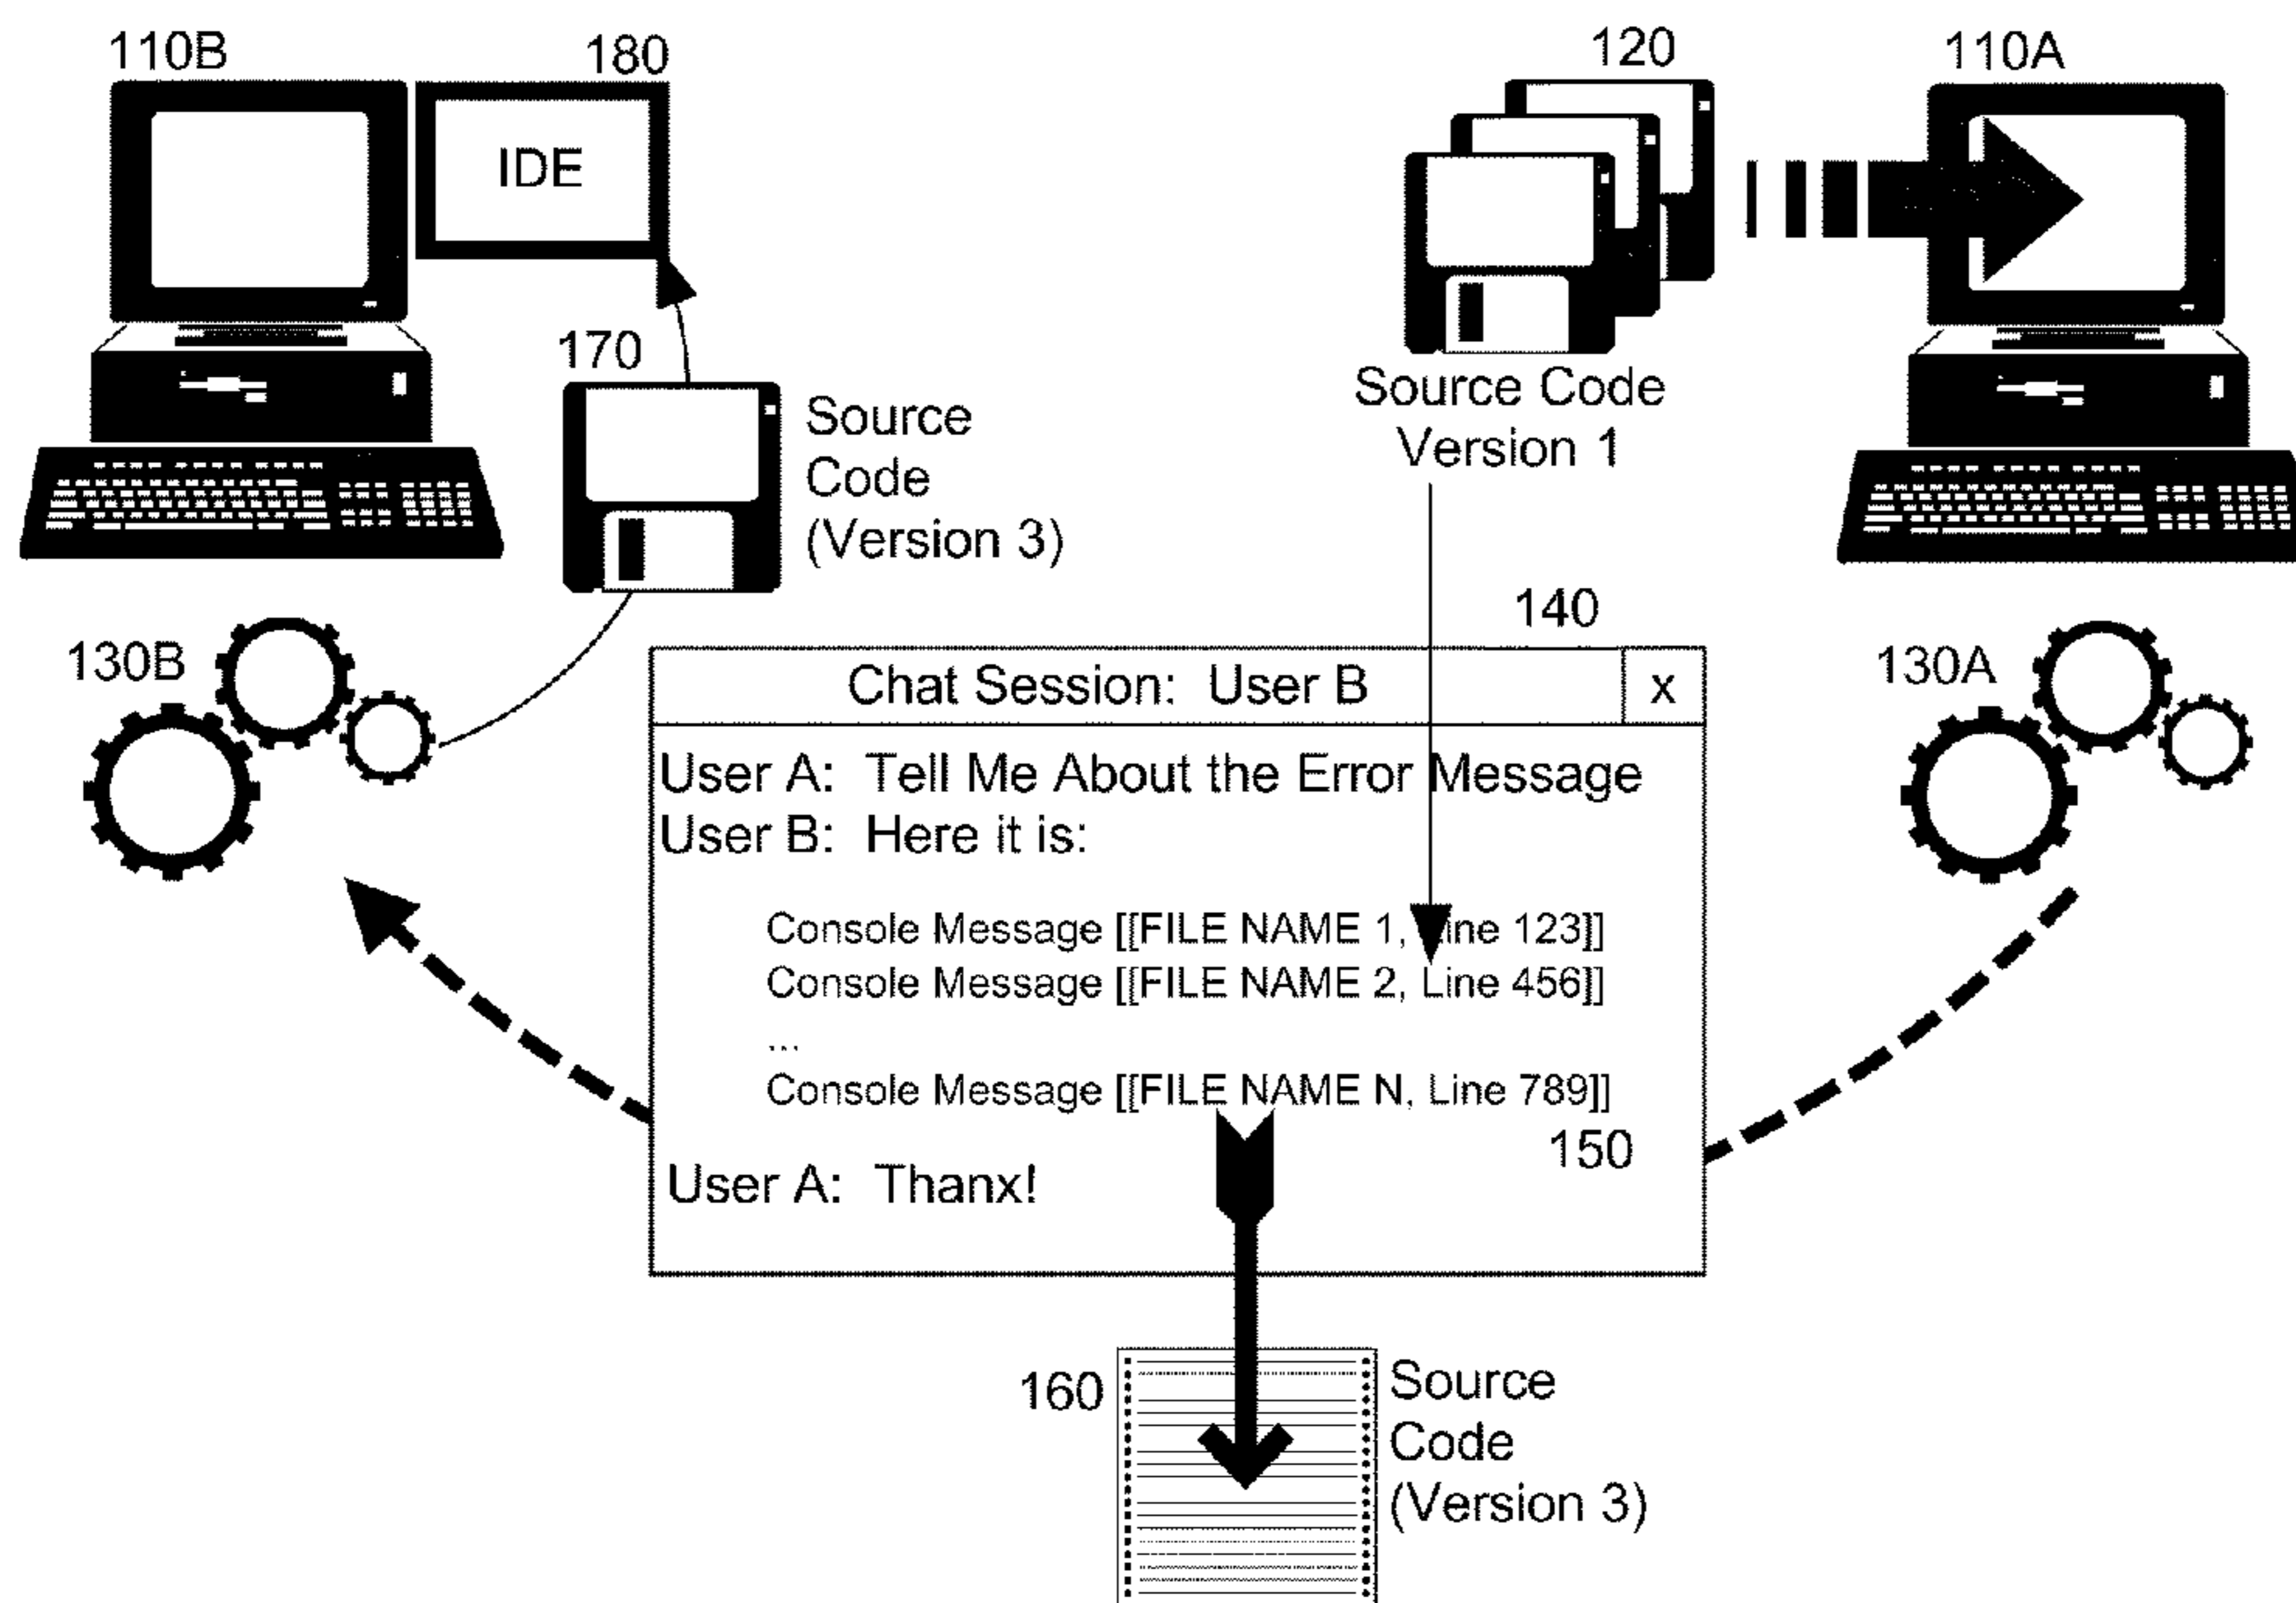 110B
180
120
110A
IDE
170
Source
Code
(Version 3)
Source Code
Version 1
140
130B
130A
Chat Session: User B
x
User A: Tell Me About the Error Message
User B: Here it is:
Console Message [[FILE NAME 1, Line 123]]
Console Message [[FILE NAME 2, Line 456]]
...
Console Message [[FILE NAME N, Line 789]]
150
User A: Thanx!
160
Source
Code
(Version 3)